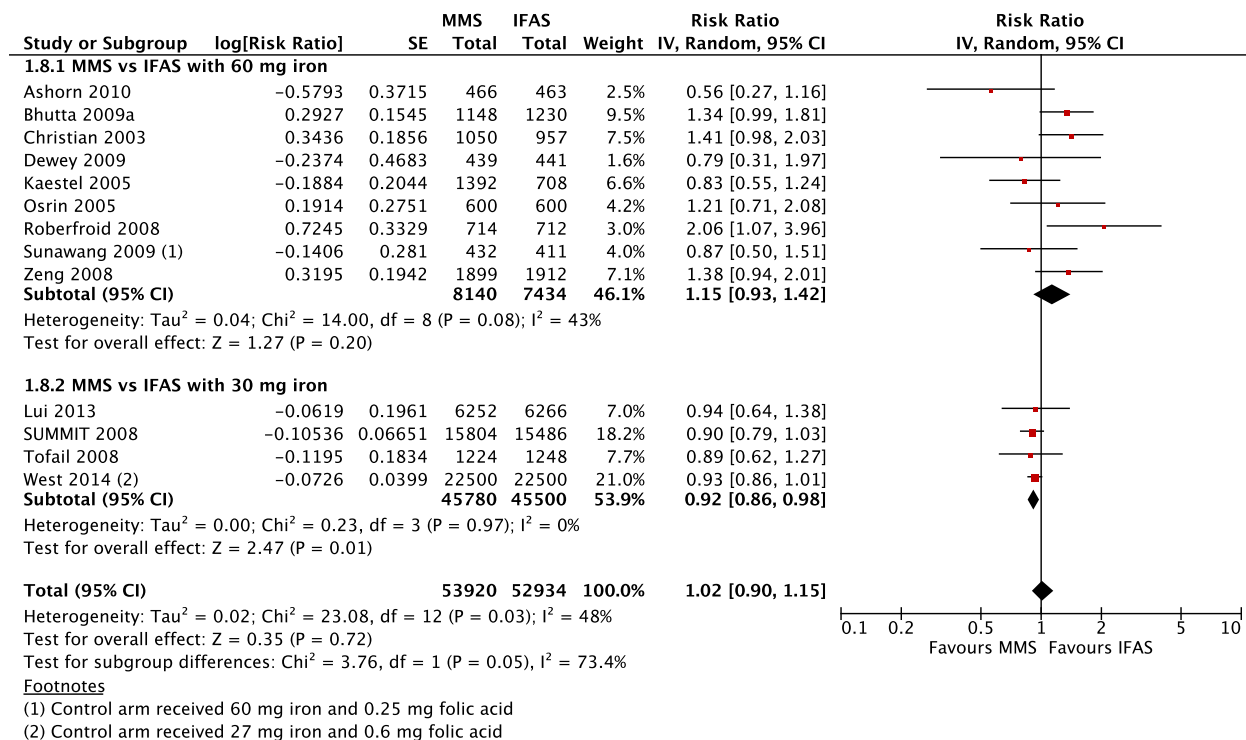 MMS IFAS Risk Ratio Risk Ratio
Study or Subgroup log[Risk Ratio] SE Total Total Weight IV, Random, 95% CI IV, Random, 95% CI
1.8.1 MMS vs IFAS with 60 mg iron
Ashorn 2010 −0.5793 0.3715 466 463 2.5% 0.56 [0.27, 1.16]
Bhutta 2009a 0.2927 0.1545 1148 1230 9.5% 1.34 [0.99, 1.81]
Christian 2003 0.3436 0.1856 1050 957 7.5% 1.41 [0.98, 2.03]
Dewey 2009 −0.2374 0.4683 439 441 1.6% 0.79 [0.31, 1.97]
Kaestel 2005 −0.1884 0.2044 1392 708 6.6% 0.83 [0.55, 1.24]
Osrin 2005 0.1914 0.2751 600 600 4.2% 1.21 [0.71, 2.08]
Roberfroid 2008 0.7245 0.3329 714 712 3.0% 2.06 [1.07, 3.96]
Sunawang 2009 (1) −0.1406 0.281 432 411 4.0% 0.87 [0.50, 1.51]
Zeng 2008 0.3195 0.1942 1899 1912 7.1% 1.38 [0.94, 2.01]
Subtotal (95% CI) 8140 7434 46.1% 1.15 [0.93, 1.42]
Heterogeneity: Tau² = 0.04; Chi² = 14.00, df = 8 (P = 0.08); I² = 43%
Test for overall effect: Z = 1.27 (P = 0.20)
1.8.2 MMS vs IFAS with 30 mg iron
Lui 2013 −0.0619 0.1961 6252 6266 7.0% 0.94 [0.64, 1.38]
SUMMIT 2008 −0.10536 0.06651 15804 15486 18.2% 0.90 [0.79, 1.03]
Tofail 2008 −0.1195 0.1834 1224 1248 7.7% 0.89 [0.62, 1.27]
West 2014 (2) −0.0726 0.0399 22500 22500 21.0% 0.93 [0.86, 1.01]
Subtotal (95% CI) 45780 45500 53.9% 0.92 [0.86, 0.98]
Heterogeneity: Tau² = 0.00; Chi² = 0.23, df = 3 (P = 0.97); I² = 0%
Test for overall effect: Z = 2.47 (P = 0.01)
Total (95% CI) 53920 52934 100.0% 1.02 [0.90, 1.15]
Heterogeneity: Tau² = 0.02; Chi² = 23.08, df = 12 (P = 0.03); I² = 48%
Test for overall effect: Z = 0.35 (P = 0.72)
Test for subgroup differences: Chi² = 3.76, df = 1 (P = 0.05), I² = 73.4%
0.1 0.2 0.5 1 2 5 10
Favours MMS Favours IFAS
Footnotes
(1) Control arm received 60 mg iron and 0.25 mg folic acid
(2) Control arm received 27 mg iron and 0.6 mg folic acid